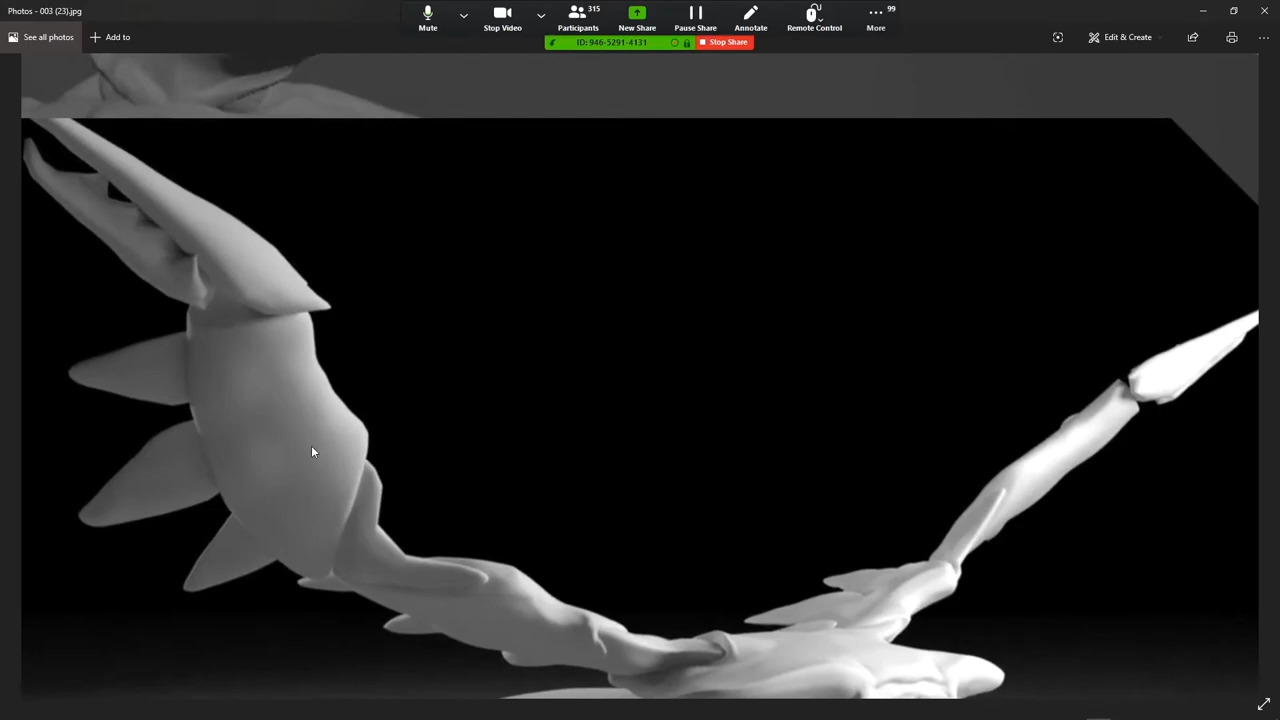 Photos - 003 (23).jpg
See all photos
Add to
Mute
Stop Video
Participants
315
New Share
Pause Share
Annotate
Remote Control
More
99
ID: 946-5291-4131
Stop Share
Edit & Create